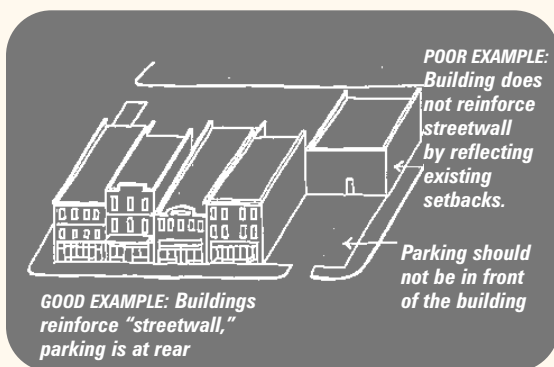 POOR EXAMPLE:
Building does
not reinforce
streetwall
by reflecting
existing
setbacks.
Parking should
not be in front
of the building
GOOD EXAMPLE: Buildings
reinforce “streetwall,”
parking is at rear